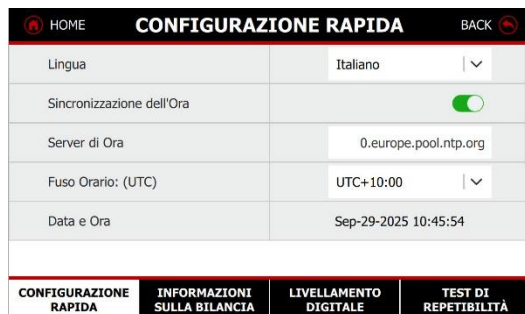 HOME CONFIGURAZIONE RAPIDA BACK
Lingua Italiano
Sincronizzazione dell'Ora
Server di Ora 0.europe.pool.ntp.org
Fuso Orario: (UTC) UTC+10:00
Data e Ora Sep-29-2025 10:45:54
CONFIGURAZIONE RAPIDA
INFORMAZIONI SULLA BILANCIA
LIVELLAMENTO DIGITALE
TEST DI REPETIBILITÀ